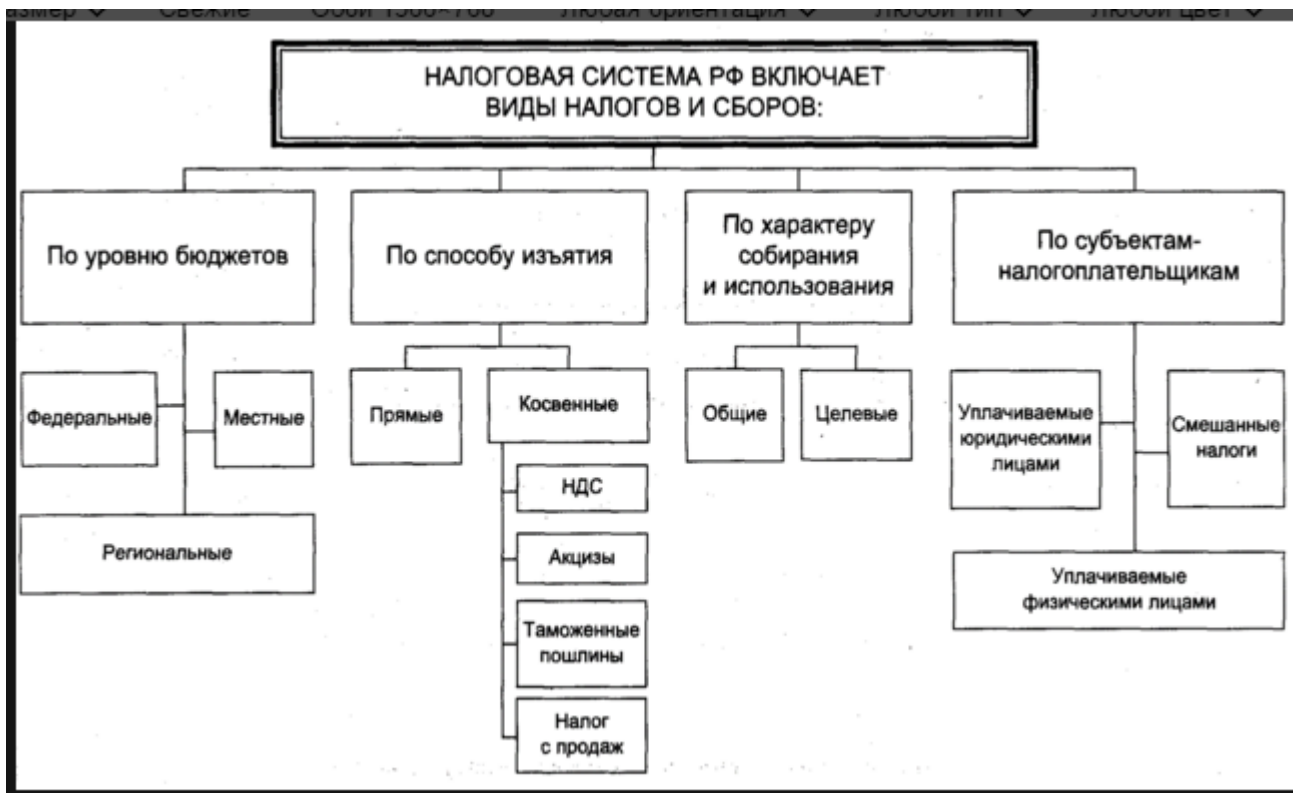 Свежие
НАЛОГОВАЯ СИСТЕМА РФ ВКЛЮЧАЕТ
ВИДЫ НАЛОГОВ И СБОРОВ:
По уровню бюджетов
По способу изъятия
По характеру
собирания
и использования
По субъектам-
налогоплательщикам
Федеральные
Местные
Региональные
Прямые
Косвенные
НДС
Акцизы
Таможенные
пошлины
Налог
с продаж
Общие
Целевые
Уплачиваемые
юридическими
лицами
Смешанные
налоги
Уплачиваемые
физическими лицами